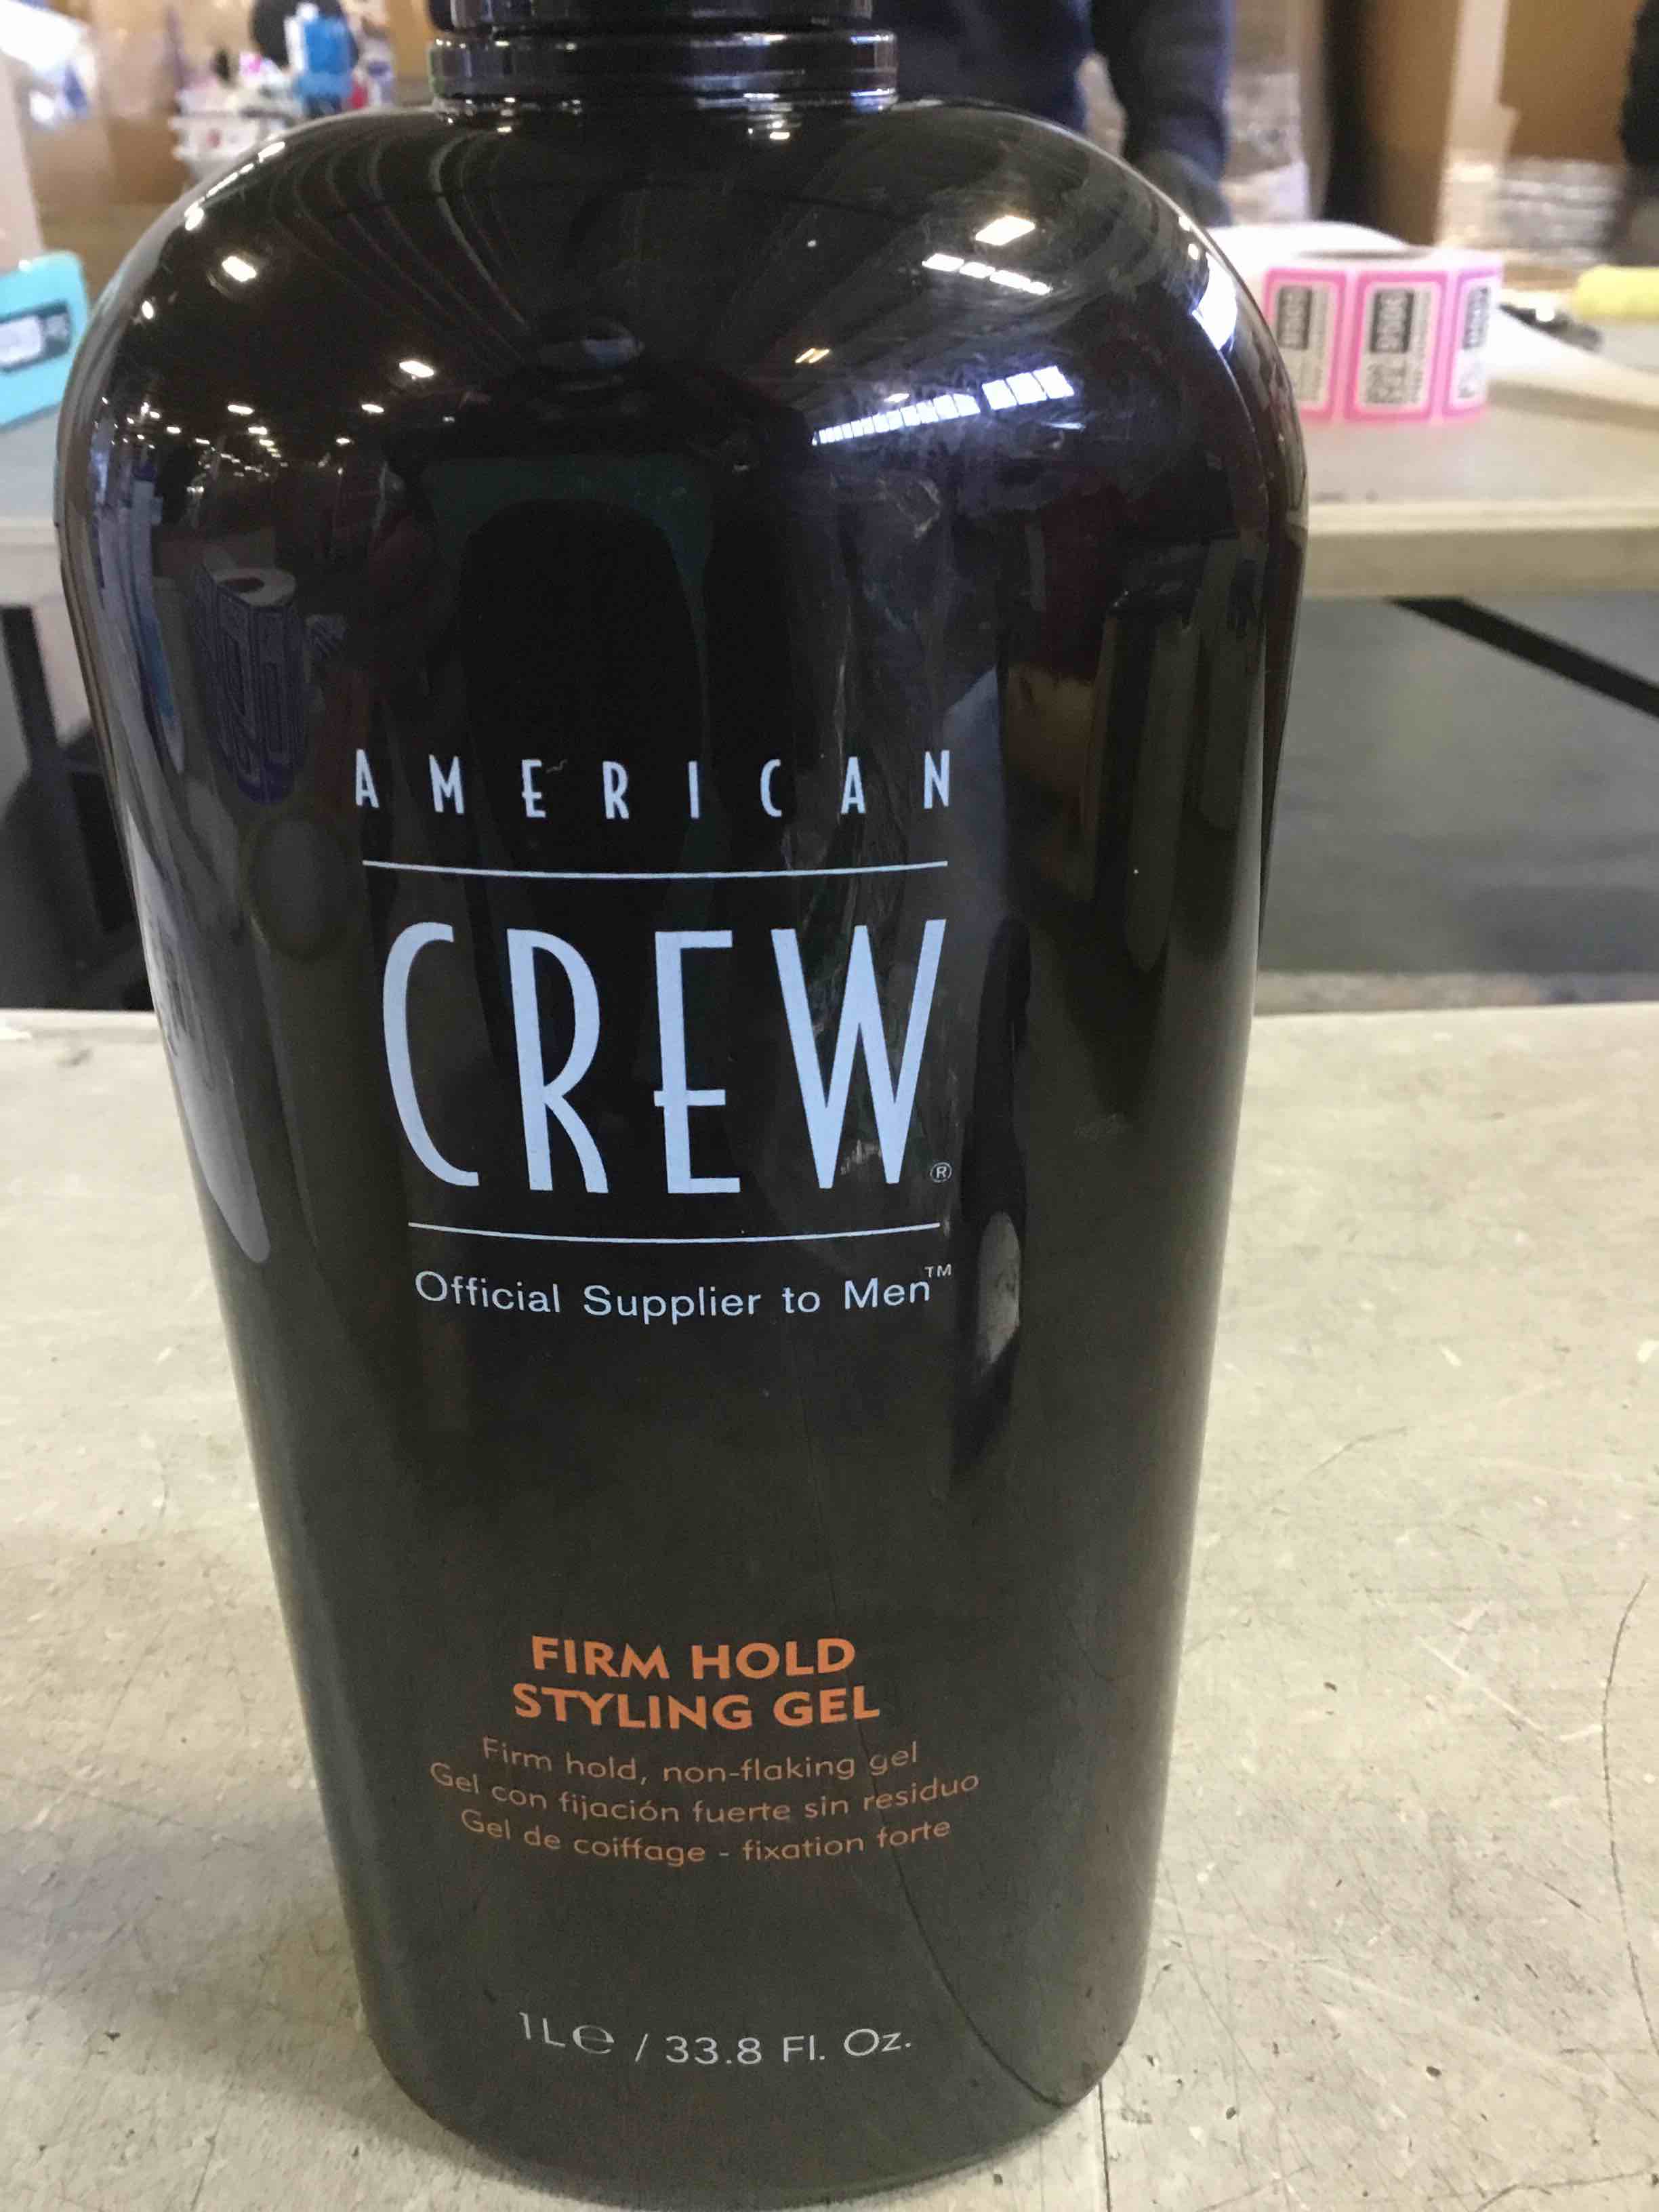 AMERICAN
CREW®
Official Supplier to Men™
FIRM HOLD
STYLING GEL
Firm hold, non-flaking gel
Gel con fijación fuerte sin residuo
Gel de coiffage - fixation forte
1L℮ / 33.8 Fl. Oz.